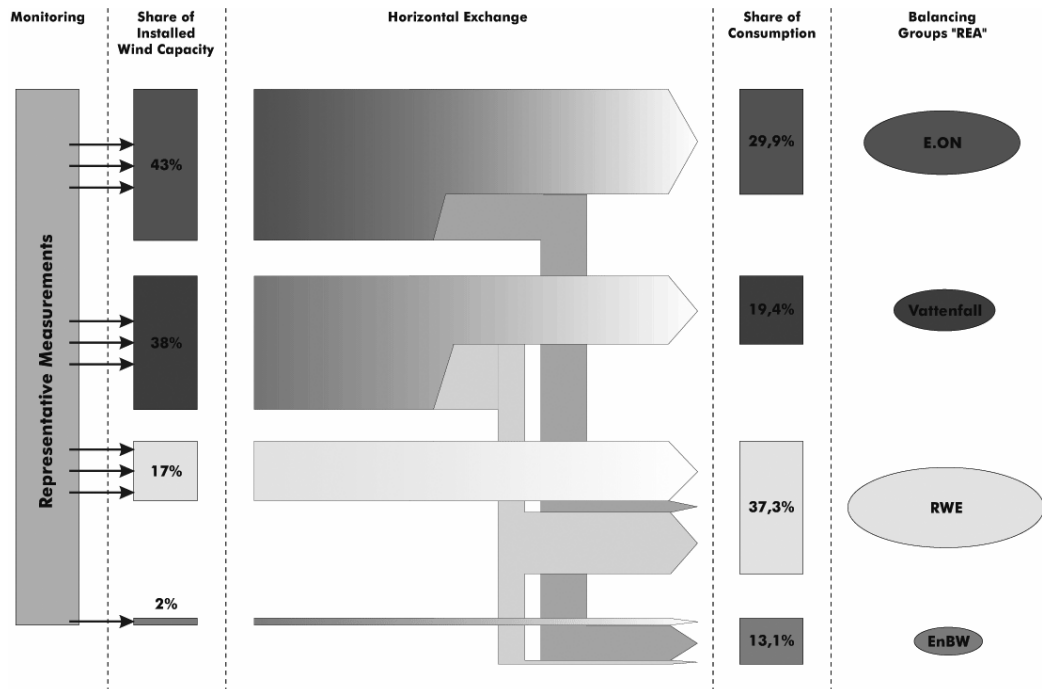 Monitoring
Share of
Installed
Wind Capacity
Horizontal Exchange
Share of
Consumption
Balancing
Groups "REA"
Representative Measurements
43%
29,9%
E.ON
38%
19,4%
Vattenfall
17%
37,3%
RWE
2%
13,1%
EnBW